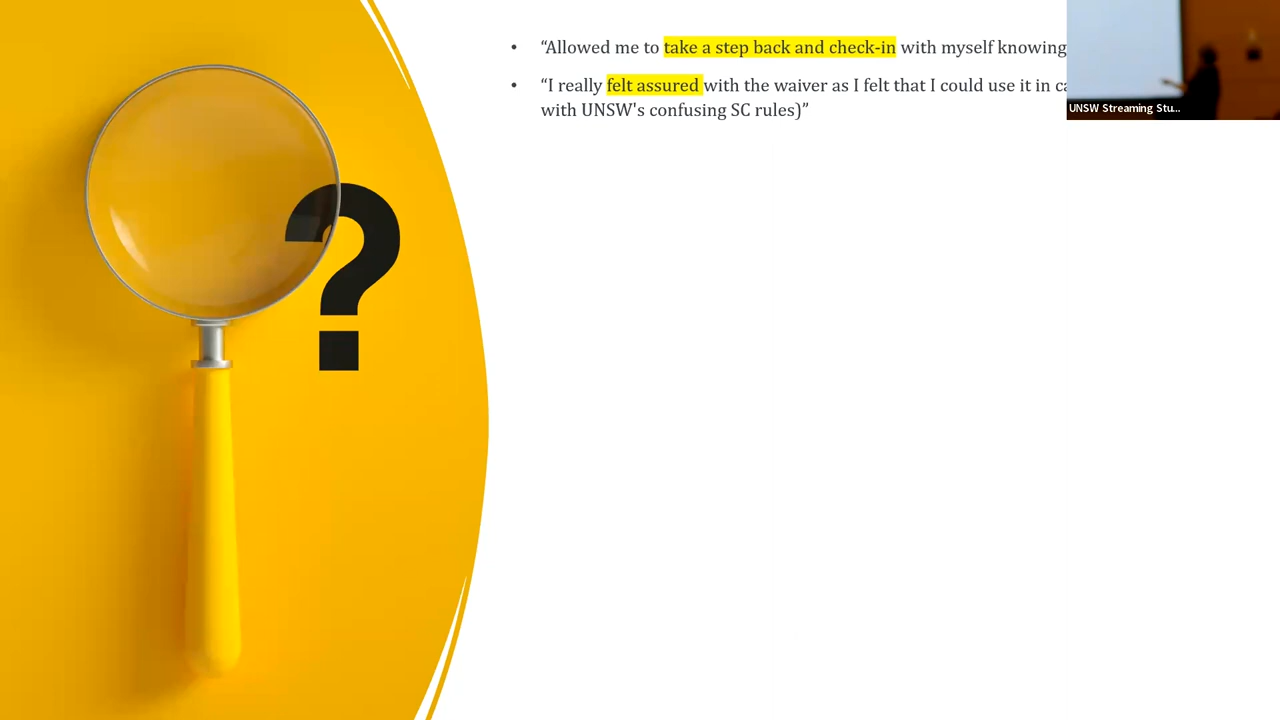 • “Allowed me to take a step back and check-in with myself knowing
• “I really felt assured with the waiver as I felt that I could use it in
with UNSW's confusing SC rules)”
UNSW Streaming Stu...
?